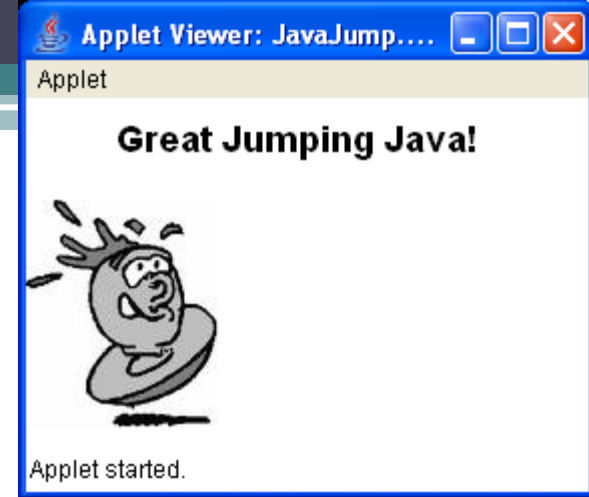 Applet Viewer: JavaJump....
Applet
Great Jumping Java!
Applet started.